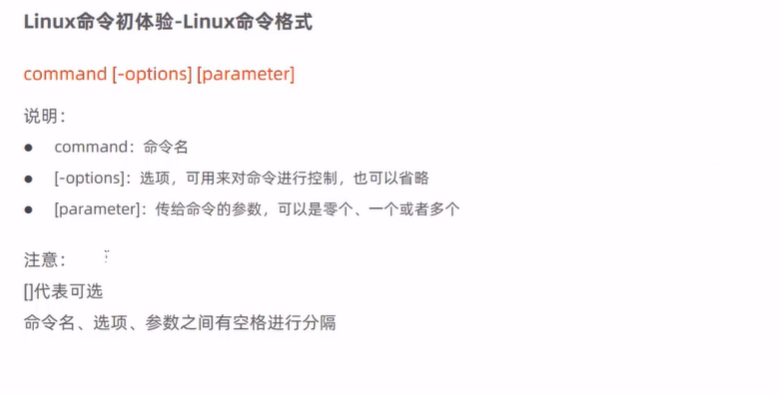 Linux命令初体验-Linux命令格式
command [-options] [parameter]
说明：
● command：命令名
● [-options]：选项，可用来对命令进行控制，也可以省略
● [parameter]：传给命令的参数，可以是零个、一个或者多个
注意：
[]代表可选
命令名、选项、参数之间有空格进行分隔